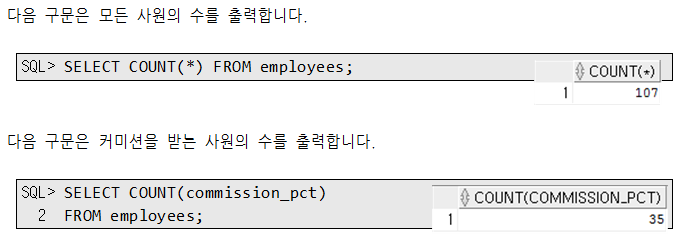 다음 구문은 모든 사원의 수를 출력합니다.
SQL> SELECT COUNT(*) FROM employees;
COUNT(*)
1 107
다음 구문은 커미션을 받는 사원의 수를 출력합니다.
SQL> SELECT COUNT(commission_pct)
2 FROM employees;
COUNT(COMMISSION_PCT)
1 35